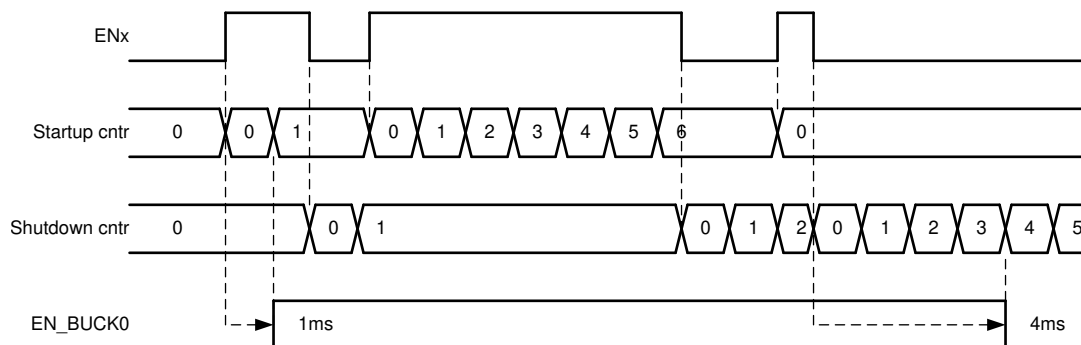 ENx
Startup cntr 0 0 1 0 1 2 3 4 5 6 0
Shutdown cntr 0 0 1 0 1 2 0 1 2 3 4 5
EN_BUCK0 1ms 4ms